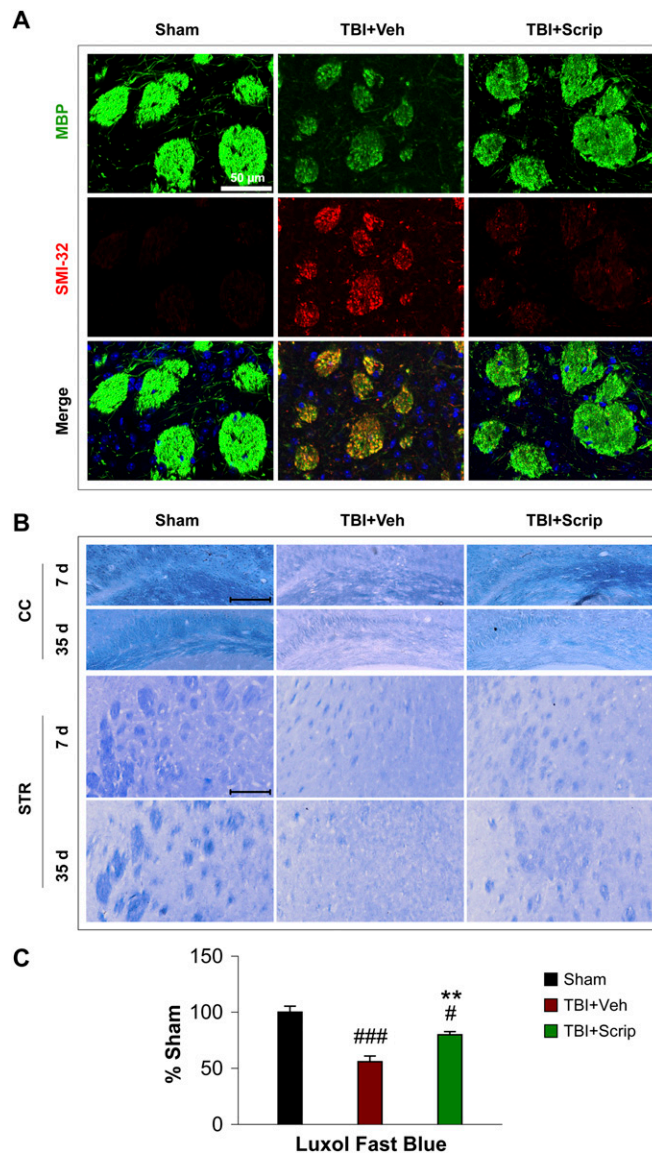 A
Sham TBI+Veh TBI+Scrip
MBP
50 µm
SMI-32
Merge
B
Sham TBI+Veh TBI+Scrip
CC
7 d
35 d
STR
7 d
35 d
C
150
100
50
0
% Sham
###
**
#
Luxol Fast Blue
Sham
TBI+Veh
TBI+Scrip